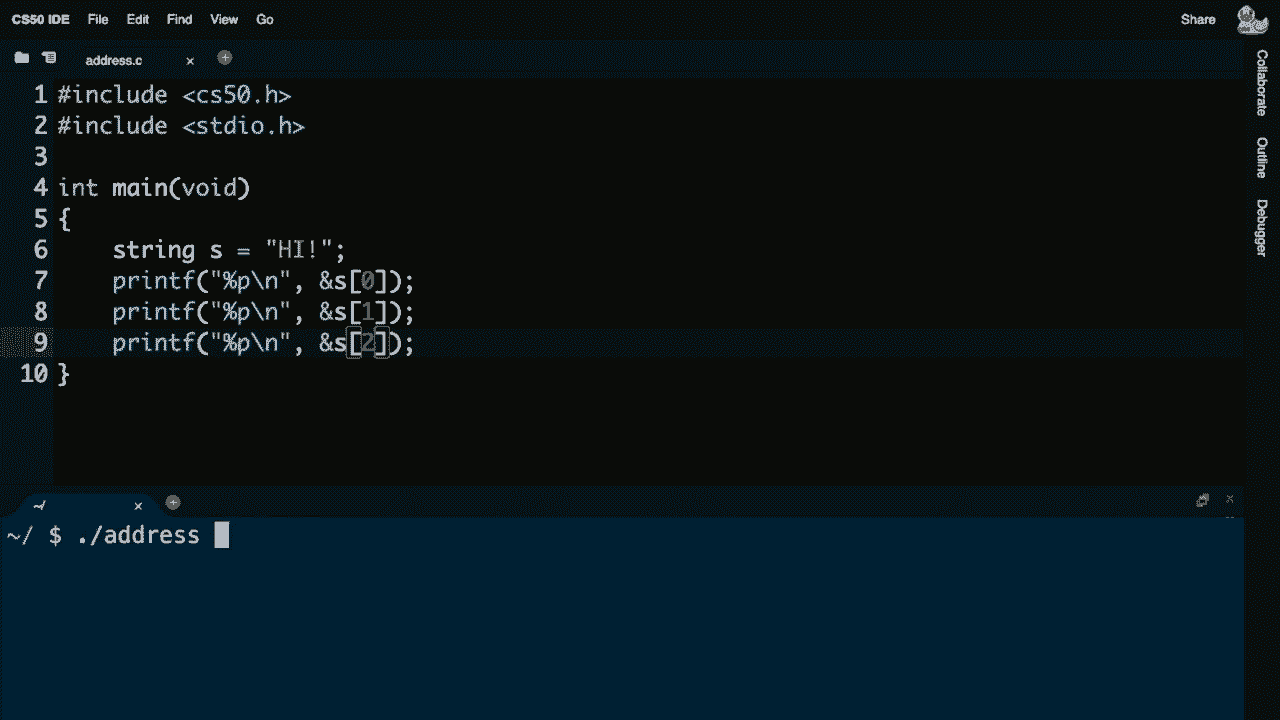 CS50 IDE File Edit Find View Go Share
address.c
1 #include <cs50.h>
2 #include <stdio.h>
3
4 int main(void)
5 {
6     string s = "HI!";
7     printf("%p\n", &s[0]);
8     printf("%p\n", &s[1]);
9     printf("%p\n", &s[2]);
10 }
Collaborate
Outline
Debugger
~/
~/ $ ./address